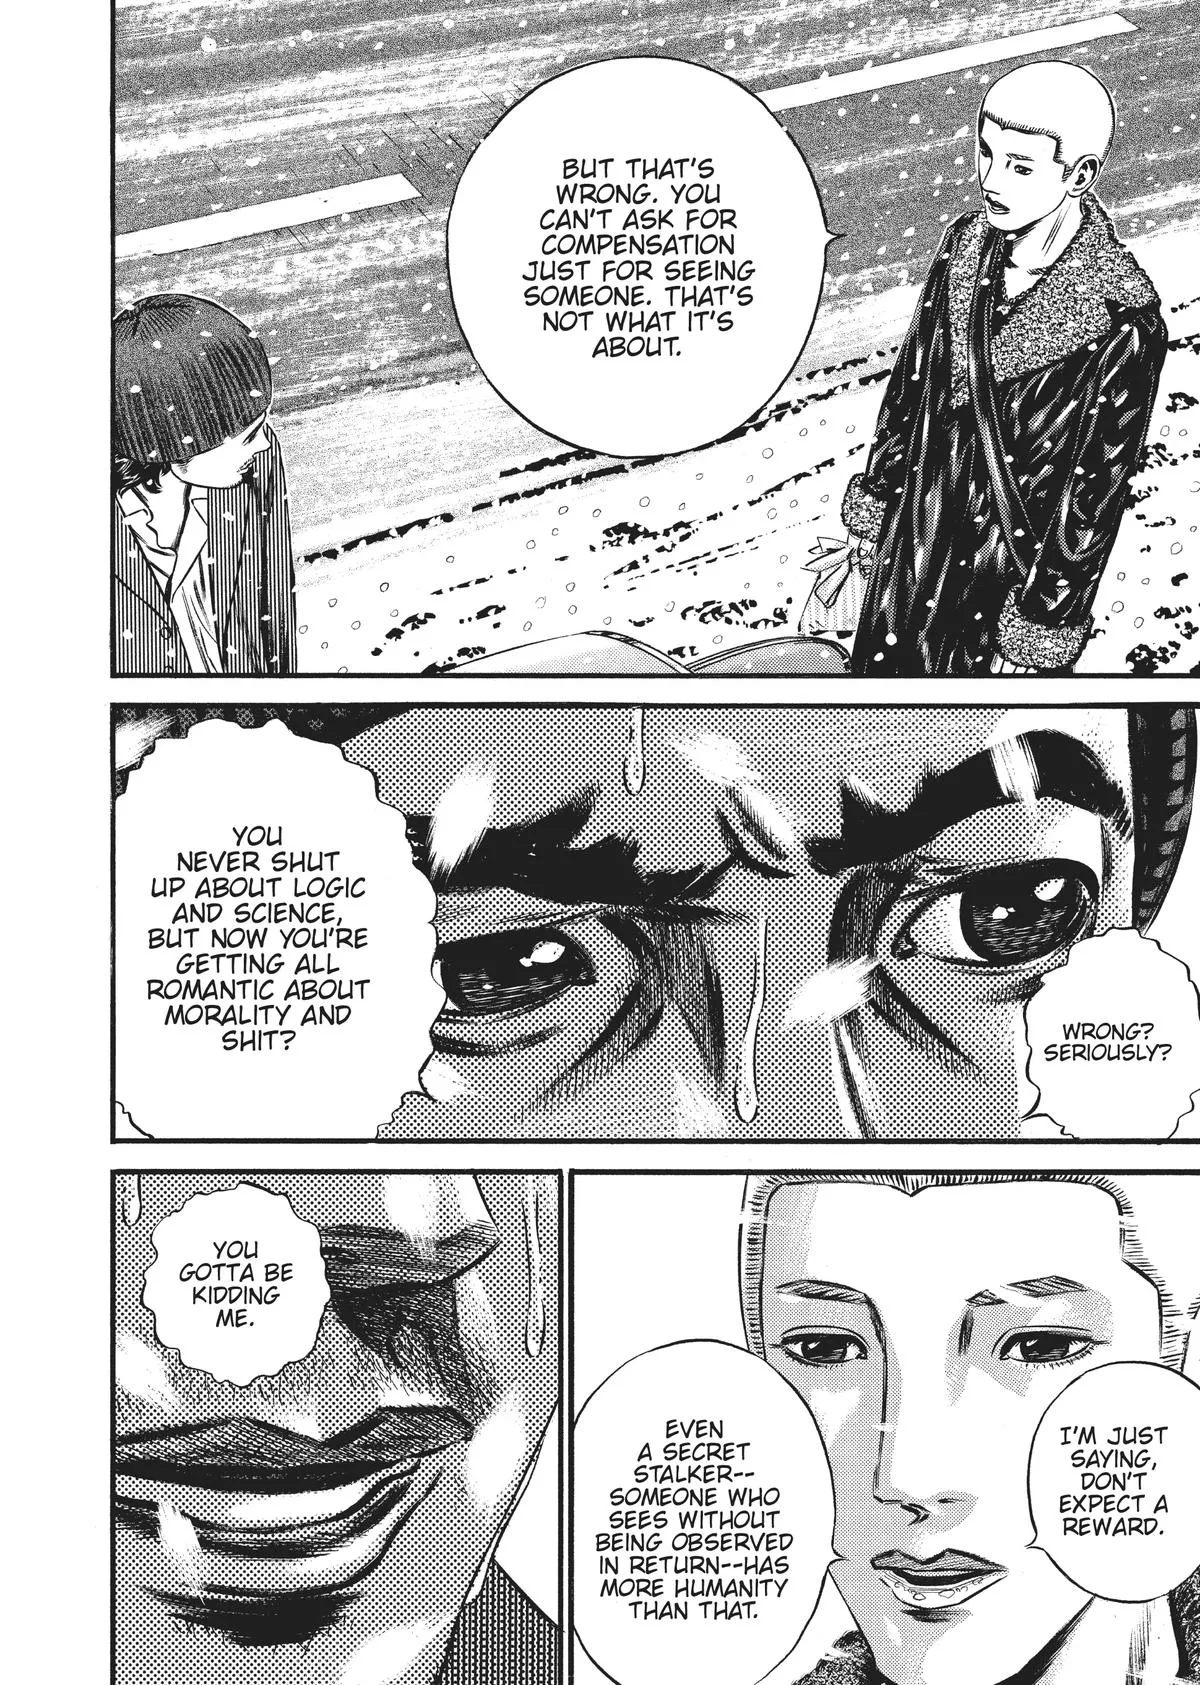 BUT THAT'S
WRONG. YOU
CAN'T ASK FOR
COMPENSATION
JUST FOR SEEING
SOMEONE. THAT'S
NOT WHAT IT'S
ABOUT.
WRONG?
SERIOUSLY?
YOU
NEVER SHUT
UP ABOUT LOGIC
AND SCIENCE,
BUT NOW YOU'RE
GETTING ALL
ROMANTIC ABOUT
MORALITY AND
SHIT?
I'M JUST
SAYING,
DON'T
EXPECT A
REWARD.
EVEN
A SECRET
STALKER--
SOMEONE WHO
SEES WITHOUT
BEING OBSERVED
IN RETURN--HAS
MORE HUMANITY
THAN THAT.
YOU
GOTTA BE
KIDDING
ME.